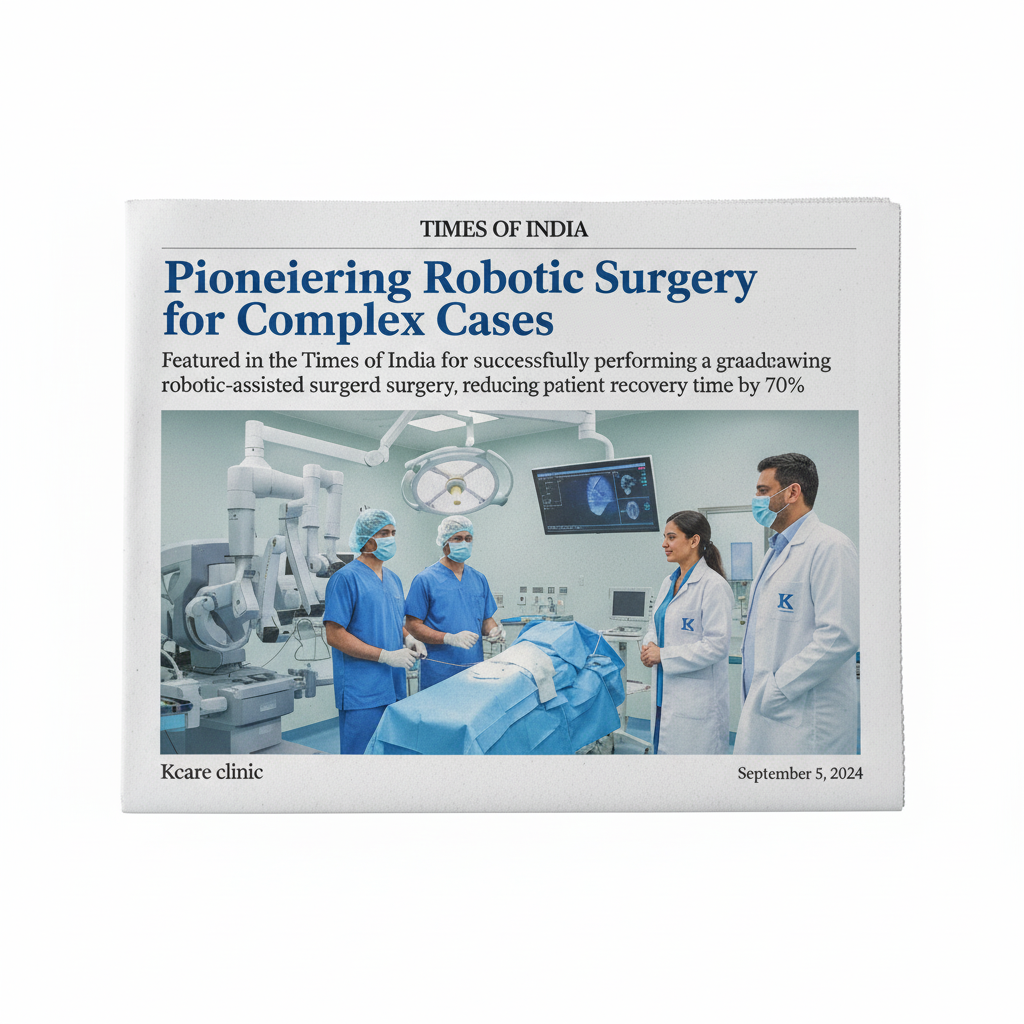 TIMES OF INDIA
Pioneiering Robotic Surgery
for Complex Cases
Featured in the Times of India for successfully performing a
robotic-assisted surgerd surgery, reducing patient recovery time by 70%
K
K
Kcare clinic
September 5, 2024